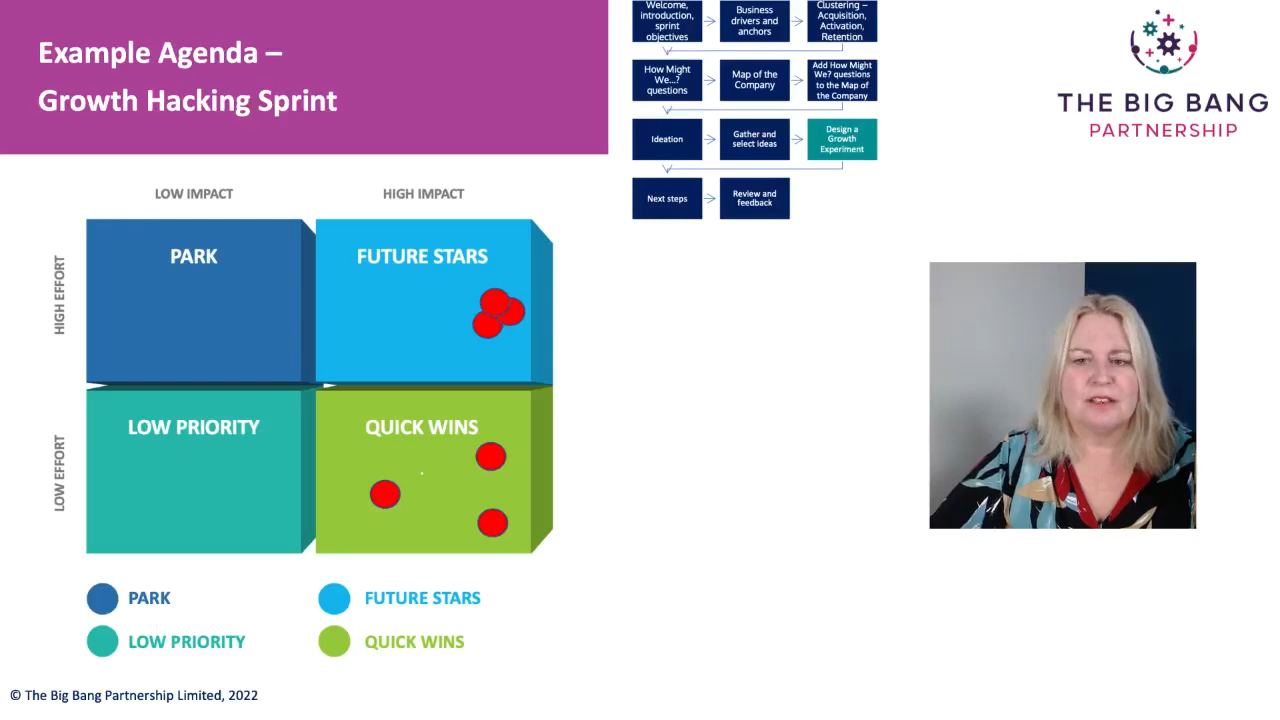 Example Agenda –
Growth Hacking Sprint
Welcome,
introduction,
sprint
objectives
Business
drivers and
anchors
Clustering –
Acquisition,
Activation,
Retention
How Might
We...?
questions
Map of the
Company
Add How Might
We? questions
to the Map of
the Company
Ideation
Gather and
select ideas
Design a
Growth
Experiment
Next steps
Review and
feedback
THE BIG BANG
PARTNERSHIP
LOW IMPACT
HIGH IMPACT
HIGH EFFORT
LOW EFFORT
PARK
FUTURE STARS
LOW PRIORITY
QUICK WINS
PARK
FUTURE STARS
LOW PRIORITY
QUICK WINS
© The Big Bang Partnership Limited, 2022